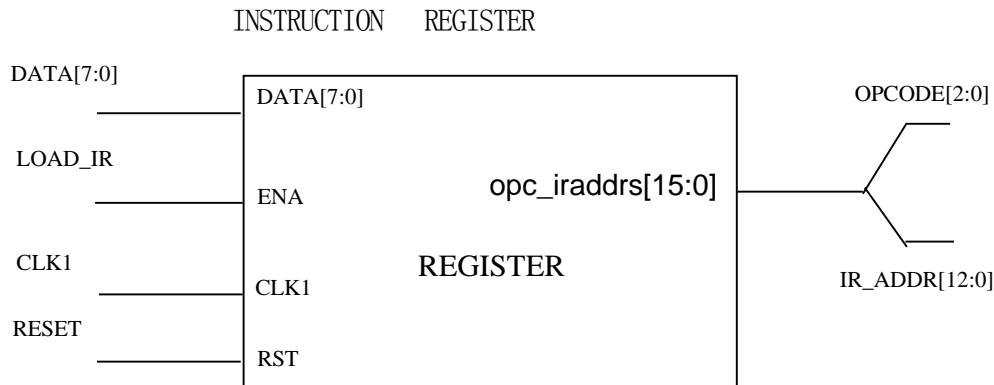 INSTRUCTION REGISTER
DATA[7:0]
DATA[7:0]
OPCODE[2:0]
LOAD_IR
ENA
opc_iraddrs[15:0]
CLK1
CLK1
REGISTER
IR_ADDR[12:0]
RESET
RST